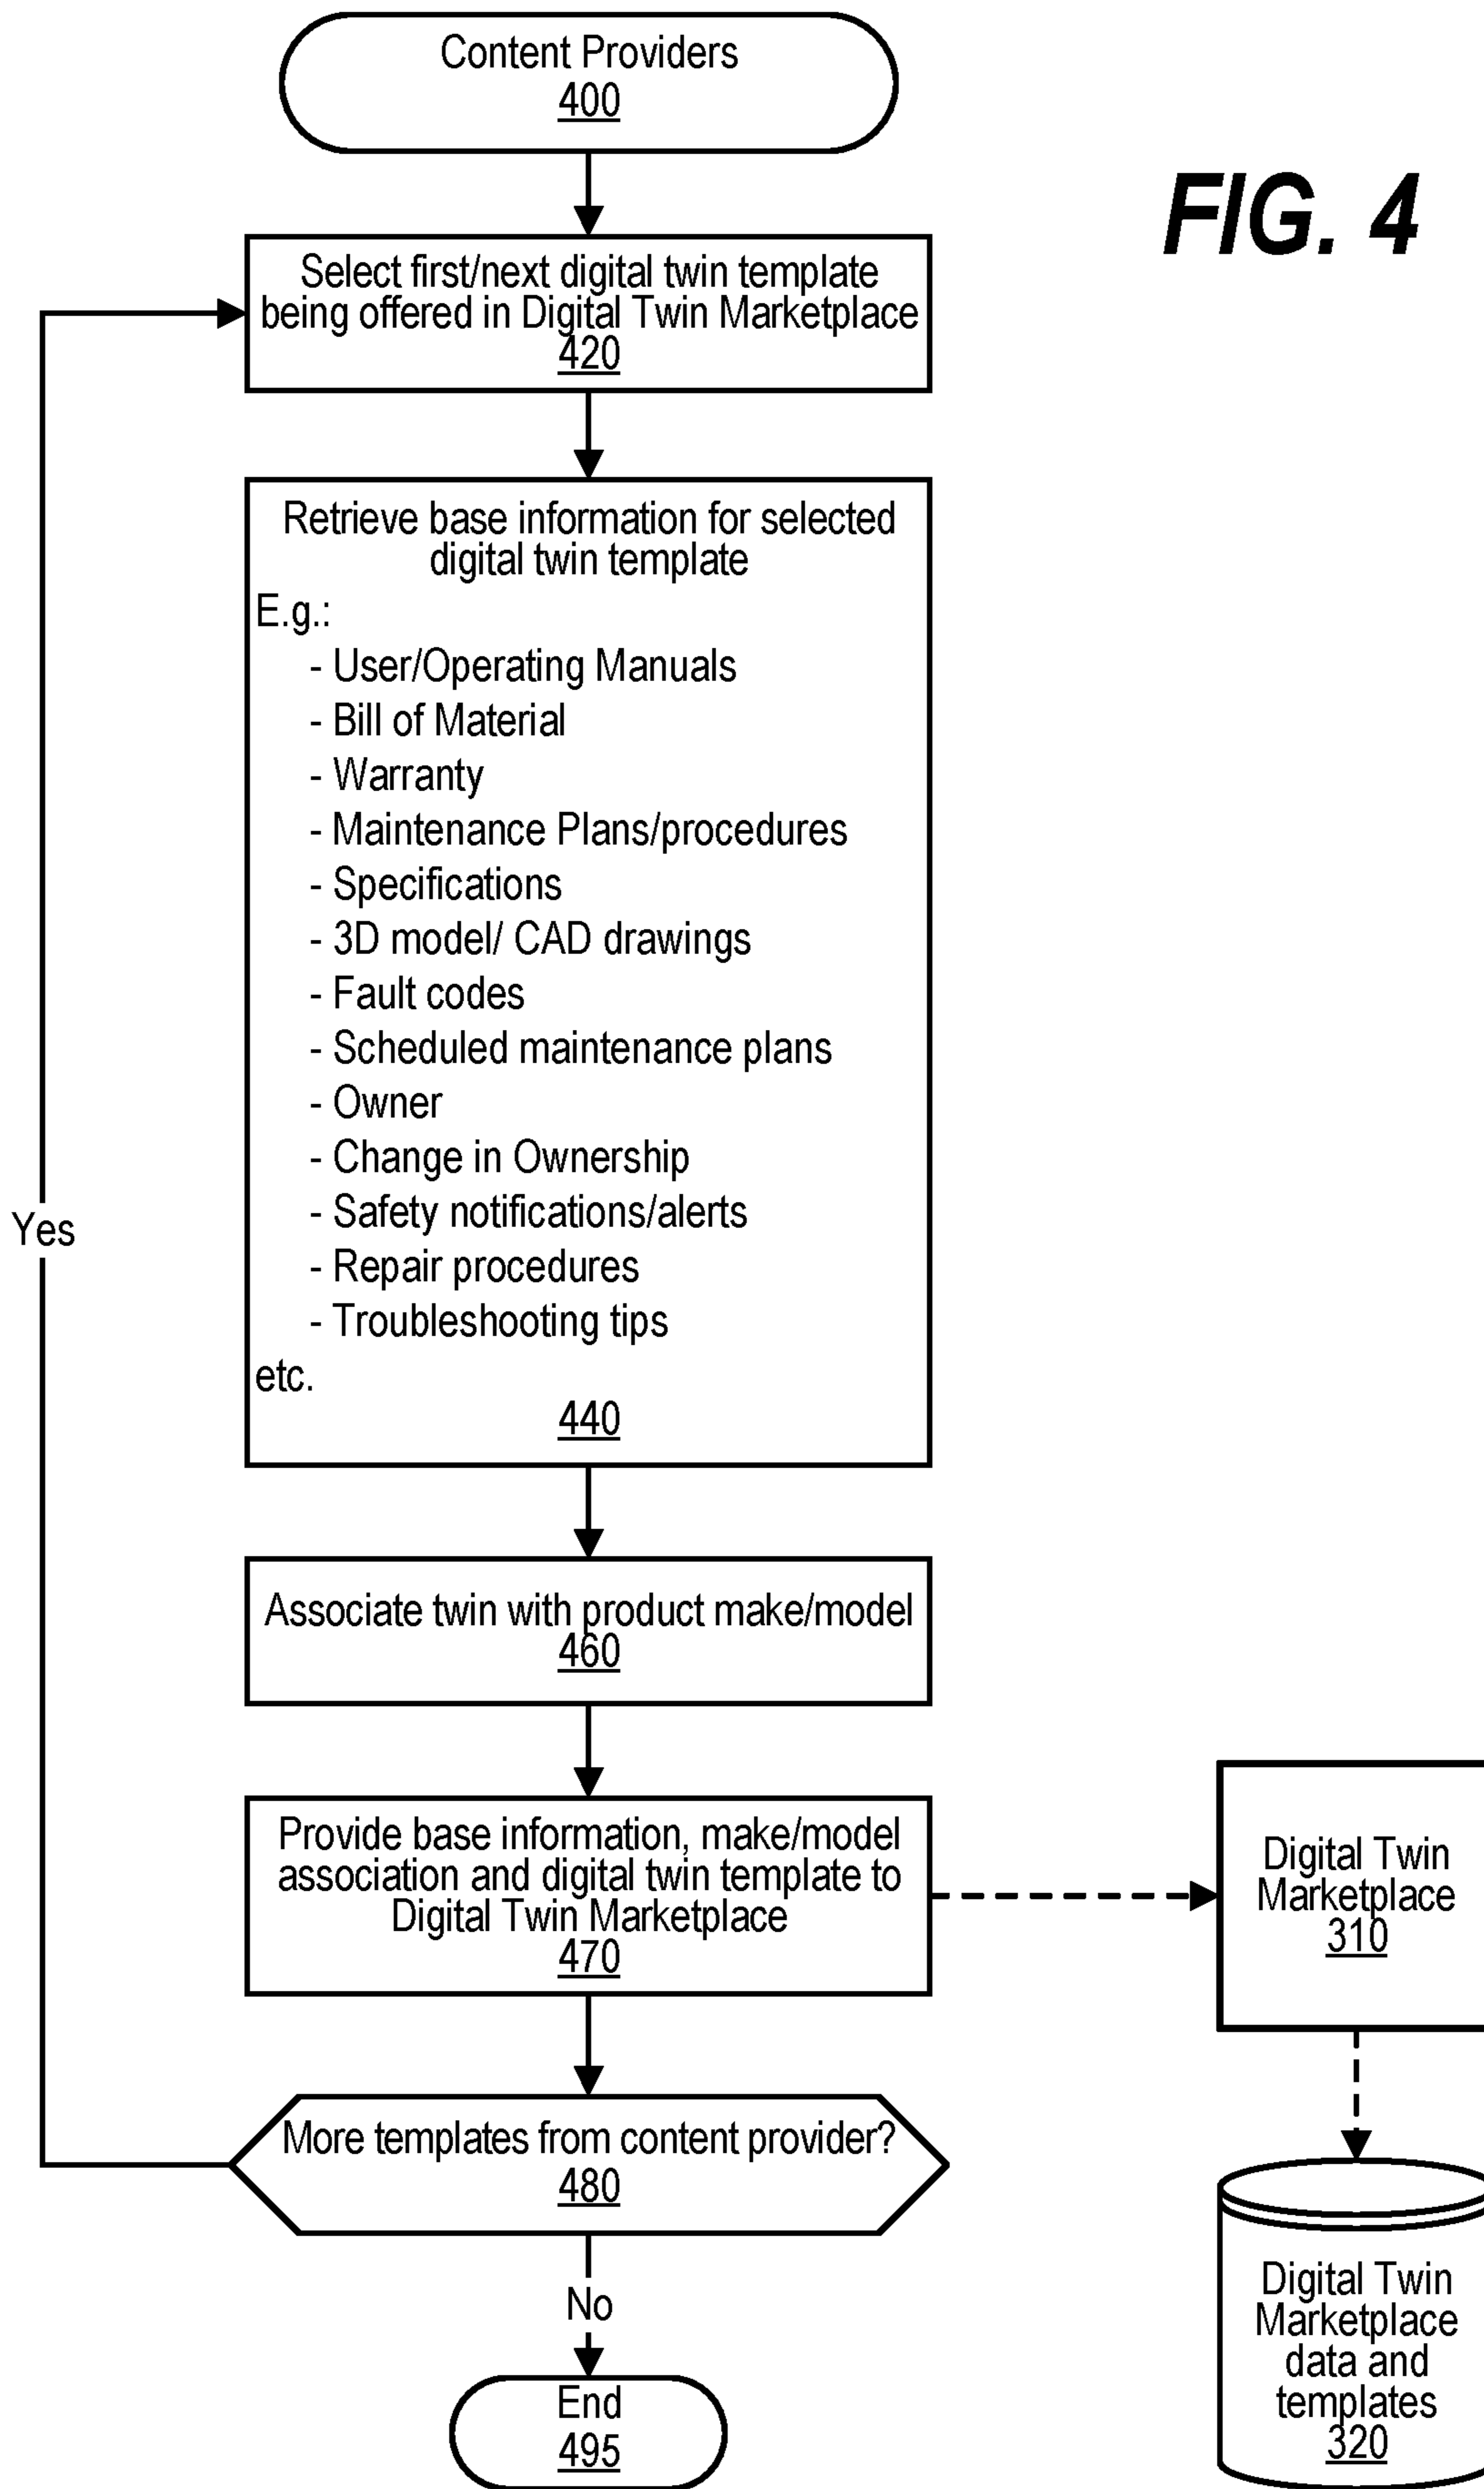 Content Providers
400
FIG. 4
Select first/next digital twin template
being offered in Digital Twin Marketplace
420
Retrieve base information for selected
digital twin template
E.g.:
- User/Operating Manuals
- Bill of Material
- Warranty
- Maintenance Plans/procedures
- Specifications
- 3D model/ CAD drawings
- Fault codes
- Scheduled maintenance plans
- Owner
- Change in Ownership
- Safety notifications/alerts
- Repair procedures
- Troubleshooting tips
etc.
440
Yes
Associate twin with product make/model
460
Provide base information, make/model
association and digital twin template to
Digital Twin Marketplace
470
Digital Twin
Marketplace
310
More templates from content provider?
480
No
End
495
Digital Twin
Marketplace
data and
templates
320